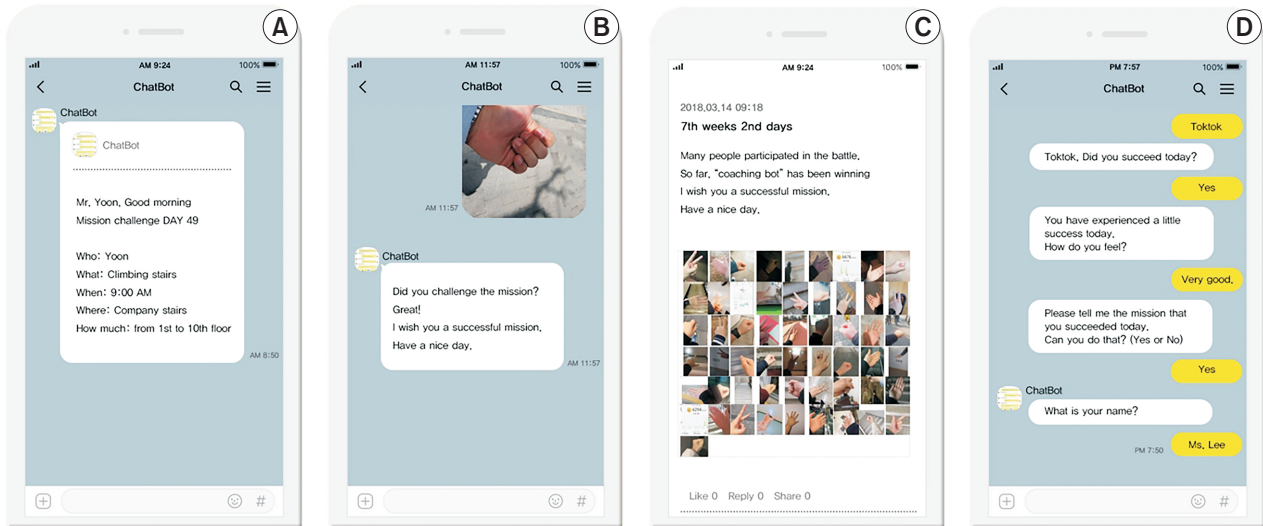 A
AM 9:24
100%
ChatBot
ChatBot
ChatBot
Mr. Yoon, Good morning
Mission challenge DAY 49
Who: Yoon
What: Climbing stairs
When: 9:00 AM
Where: Company stairs
How much: from 1st to 10th floor
AM 8:50
#
B
AM 11:57
100%
ChatBot
AM 11:57
ChatBot
Did you challenge the mission?
Great!
I wish you a successful mission.
Have a nice day.
AM 11:57
#
C
AM 9:24
100%
2018.03.14 09:18
7th weeks 2nd days
Many people participated in the battle.
So far, "coaching bot" has been winning
I wish you a successful mission.
Have a nice day.
Like 0 Reply 0 Share 0
D
PM 7:57
100%
ChatBot
Toktok
Toktok, Did you succeed today?
Yes
You have experienced a little
success today.
How do you feel?
Very good.
Please tell me the mission that
you succeeded today.
Can you do that? (Yes or No)
Yes
ChatBot
What is your name?
PM 7:50
Ms. Lee
#